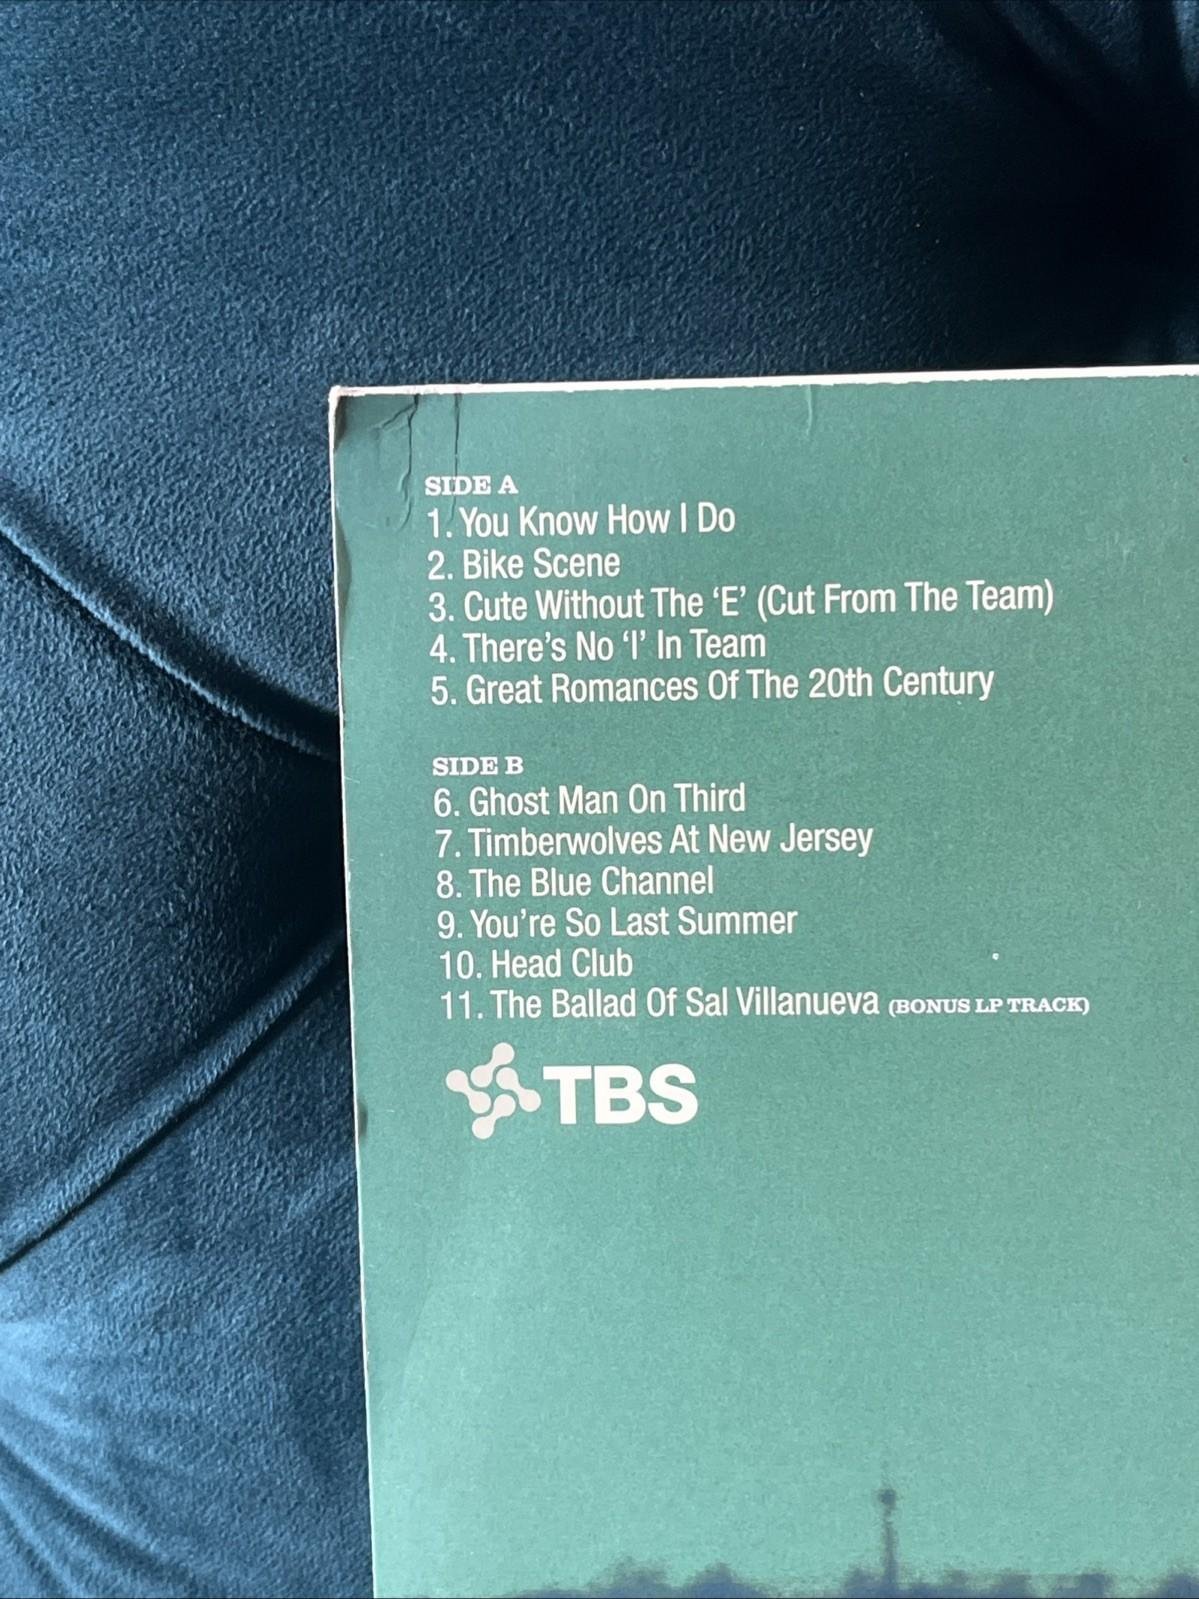 SIDE A
1. You Know How I Do
2. Bike Scene
3. Cute Without The ‘E’ (Cut From The Team)
4. There’s No ‘I’ In Team
5. Great Romances Of The 20th Century
SIDE B
6. Ghost Man On Third
7. Timberwolves At New Jersey
8. The Blue Channel
9. You’re So Last Summer
10. Head Club
11. The Ballad Of Sal Villanueva (BONUS LP TRACK)
TBS